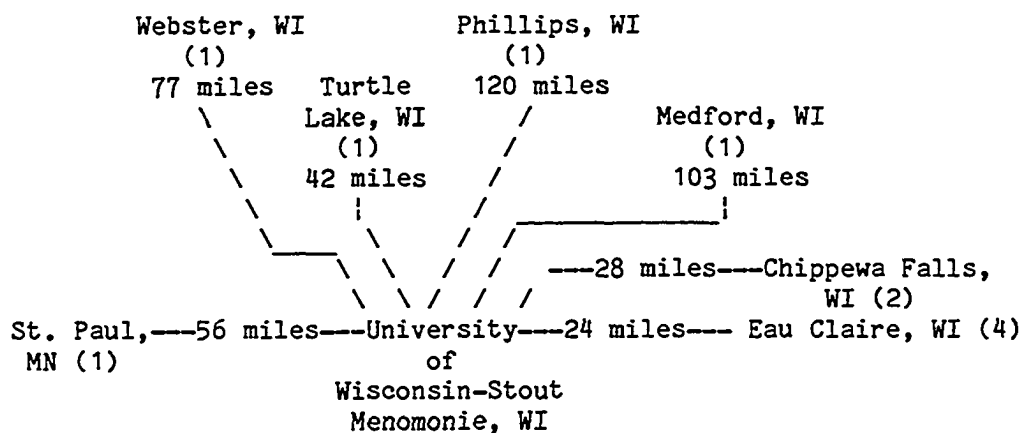 Webster, WI
(1)
77 miles
Turtle
Lake, WI
(1)
42 miles
Phillips, WI
(1)
120 miles
Medford, WI
(1)
103 miles
28 miles
Chippewa Falls,
WI (2)
St. Paul,
MN (1)
56 miles
University
of
Wisconsin-Stout
Menomonie, WI
24 miles
Eau Claire, WI (4)